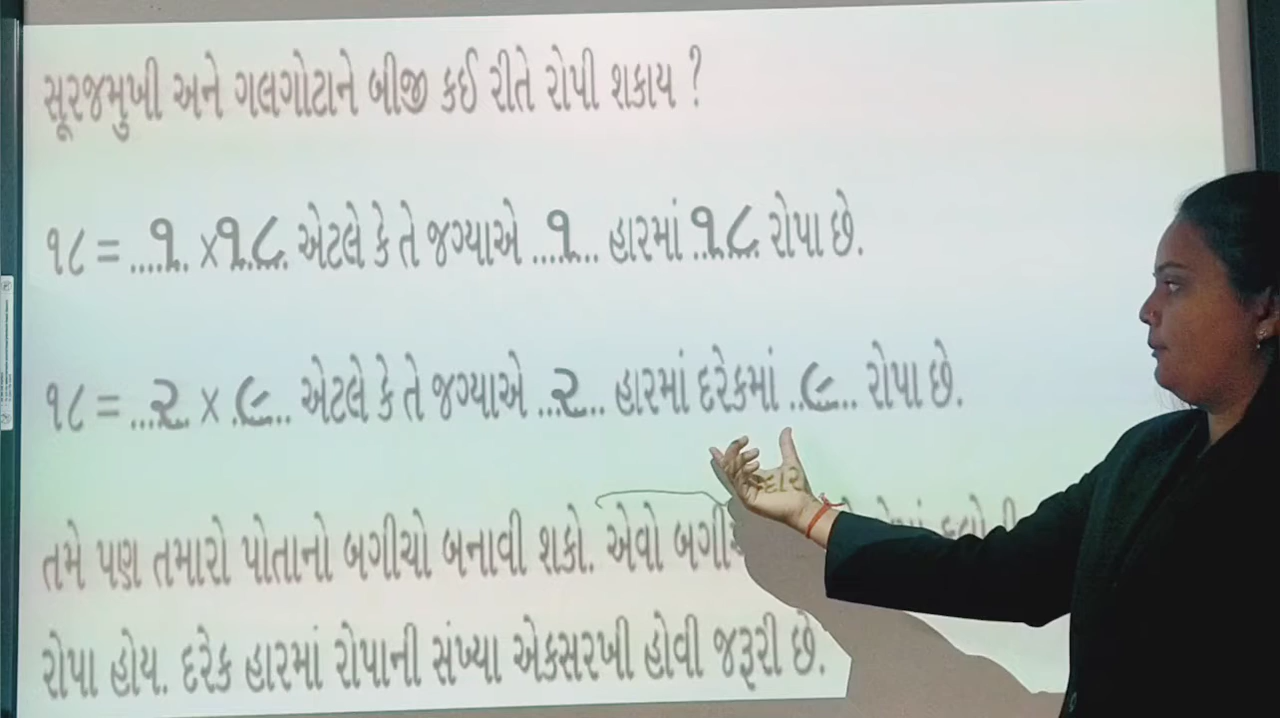 સૂરજમુખી અને ગલગોટાને બીજી કઈ રીતે રોપી શકાય ?
૧૮ = ....૧.. ×૧૮. એટલે કે તે જગ્યાએ ....૧... હારમાં ..૧૮. રોપા છે.
૧૮ = ...૨.. × .૯... એટલે કે તે જગ્યાએ ...૨... હારમાં દરેકમાં ..૯... રોપા છે.
તમે પણ તમારો પોતાનો બગીચો બનાવી શકો. એવો
રોપા હોય. દરેક હારમાં રોપાની સંખ્યા એકસરખી હોવી જરૂરી છે.